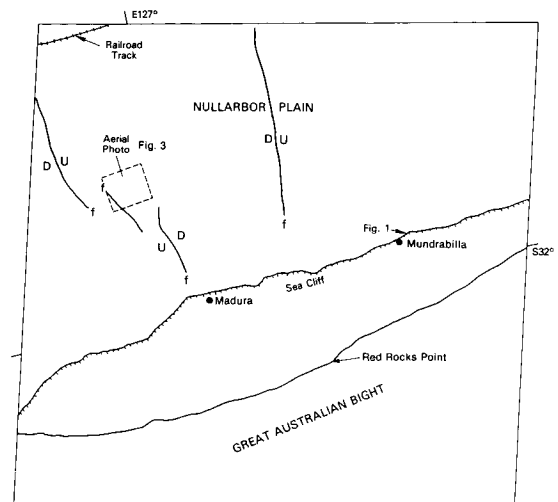 E127°
Railroad
Track
NULLARBOR PLAIN
D U
Aerial
Photo
Fig. 3
D U
f
f
f
U D
f
Fig. 1
Mundrabilla
S32°
Sea Cliff
Madura
Red Rocks Point
GREAT AUSTRALIAN BIGHT